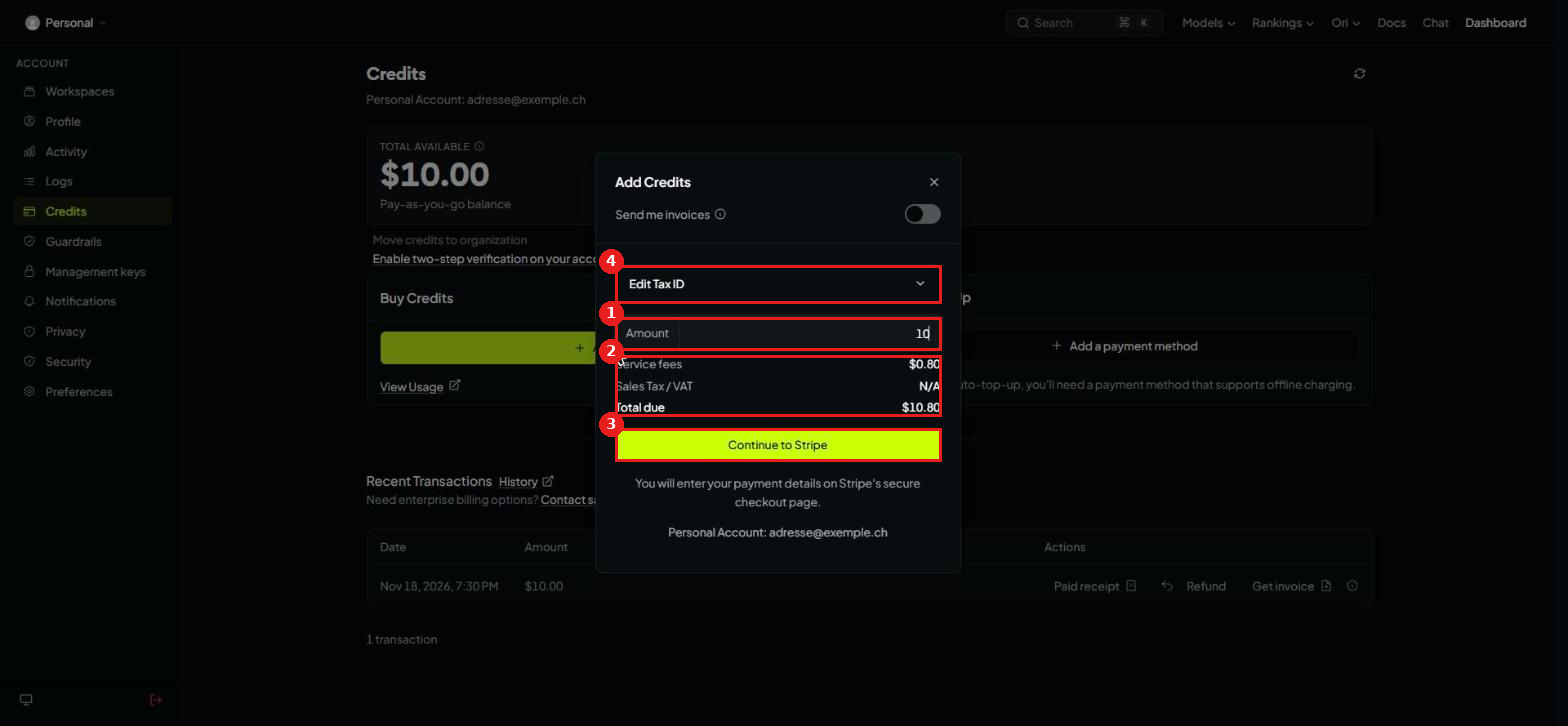 Personal
Search ⌘ K
Models
Rankings
Ori
Docs
Chat
Dashboard
ACCOUNT
Workspaces
Profile
Activity
Logs
Credits
Guardrails
Management keys
Notifications
Privacy
Security
Preferences
Credits
Personal Account: adresse@exemple.ch
TOTAL AVAILABLE
$10.00
Pay-as-you-go balance
Move credits to organization
Enable two-step verification on your acco
Buy Credits
+
View Usage
p
+ Add a payment method
uto-top-up, you'll need a payment method that supports offline charging.
Add Credits
Send me invoices
4
Edit Tax ID
1
Amount 10
2
Service fees $0.80
Sales Tax / VAT N/A
Total due $10.80
3
Continue to Stripe
You will enter your payment details on Stripe's secure
checkout page.
Personal Account: adresse@exemple.ch
Recent Transactions History
Need enterprise billing options? Contact sa
Date Amount Actions
Nov 18, 2026, 7:30 PM $10.00 Paid receipt Refund Get invoice
1 transaction